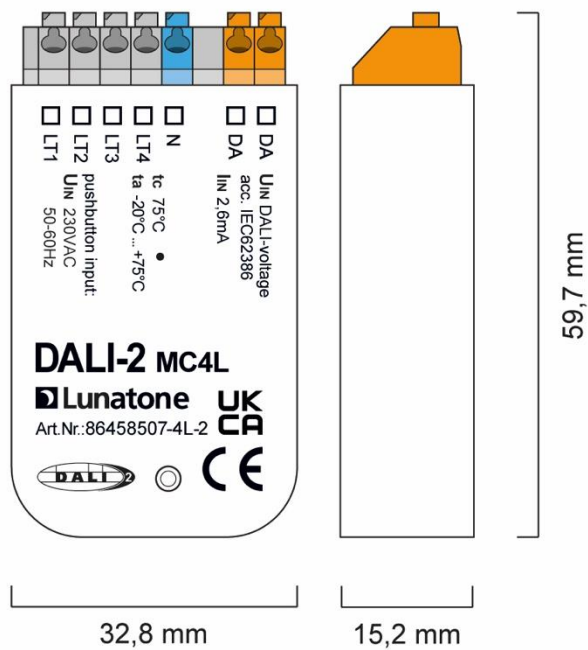 LT1
LT2
LT3
LT4
N
DA
DA
pushbutton input:
UIN 230VAC
50-60Hz
tc 75°C
ta -20°C ... +75°C
UIN DALI-voltage
acc. IEC62386
IIN 2,6mA
DALI-2 MC4L
Lunatone
UK
CA
Art.Nr.:86458507-4L-2
DALI 2
CE
59,7 mm
32,8 mm
15,2 mm